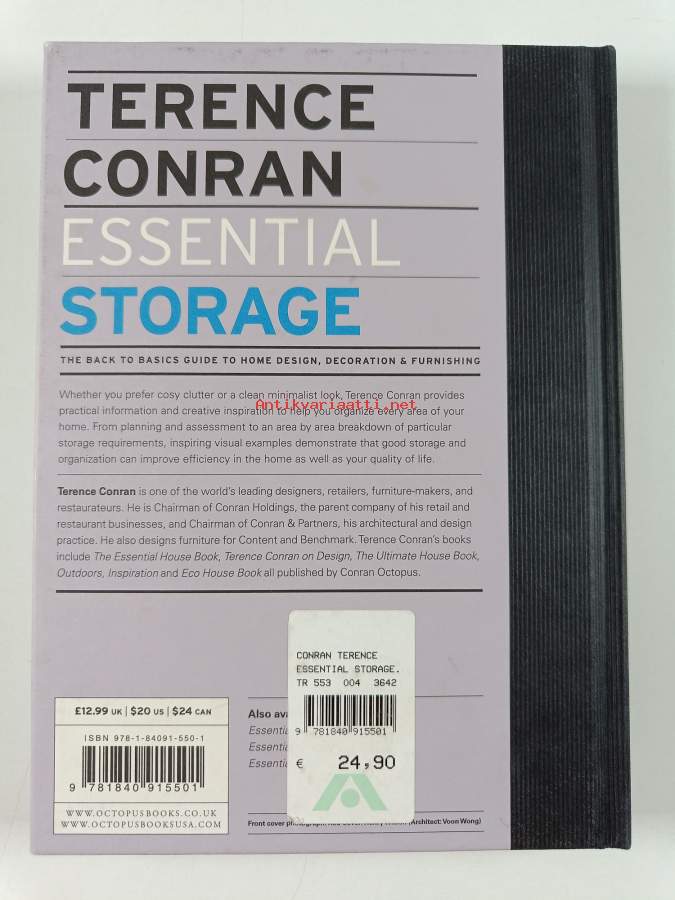 TERENCE
CONRAN
ESSENTIAL
STORAGE
THE BACK TO BASICS GUIDE TO HOME DESIGN, DECORATION & FURNISHING
Whether you prefer cosy clutter or a clean minimalist look, Terence Conran provides
practical information and creative inspiration to help you organize every area of your
Antikvariaatti.net
home. From planning and assessment to an area by area breakdown of particular
storage requirements, inspiring visual examples demonstrate that good storage and
organization can improve efficiency in the home as well as your quality of life.
Terence Conran is one of the world's leading designers, retailers, furniture-makers, and
restaurateurs. He is Chairman of Conran Holdings, the parent company of his retail and
restaurant businesses, and Chairman of Conran & Partners, his architectural and design
practice. He also designs furniture for Content and Benchmark. Terence Conran's books
include The Essential House Book, Terence Conran on Design, The Ultimate House Book,
Outdoors, Inspiration and Eco House Book all published by Conran Octopus.
CONRAN TERENCE
ESSENTIAL STORAGE.
TR 553 004 3642
9 781840 915501
€ 24,90
£12.99 UK | $20 US | $24 CAN
ISBN 978-1-84091-550-1
9 781840 915501
WWW.OCTOPUSBOOKS.CO.UK
WWW.OCTOPUSBOOKSUSA.COM
Also
Front cover (Architect: Voon Wong)